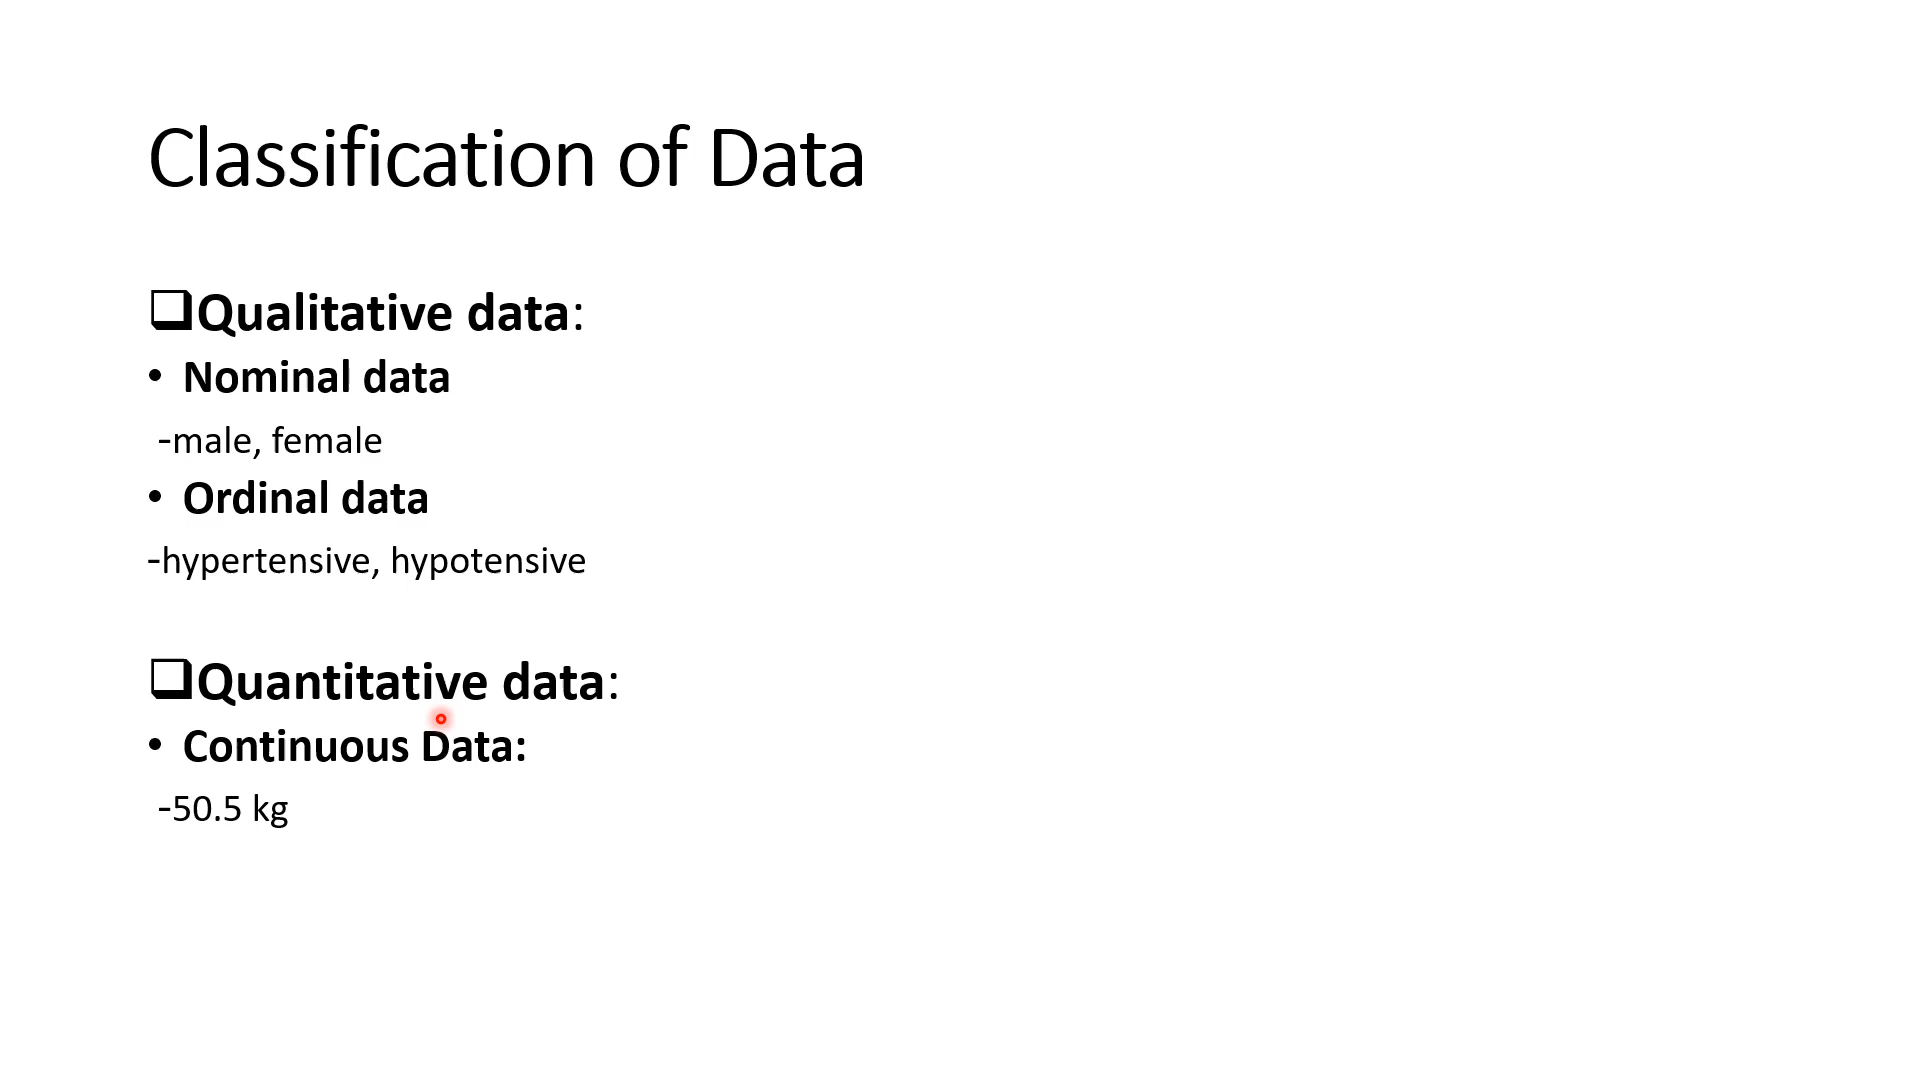 Classification of Data
❑Qualitative data:
• Nominal data
-male, female
• Ordinal data
-hypertensive, hypotensive
❑Quantitative data:
• Continuous Data:
-50.5 kg